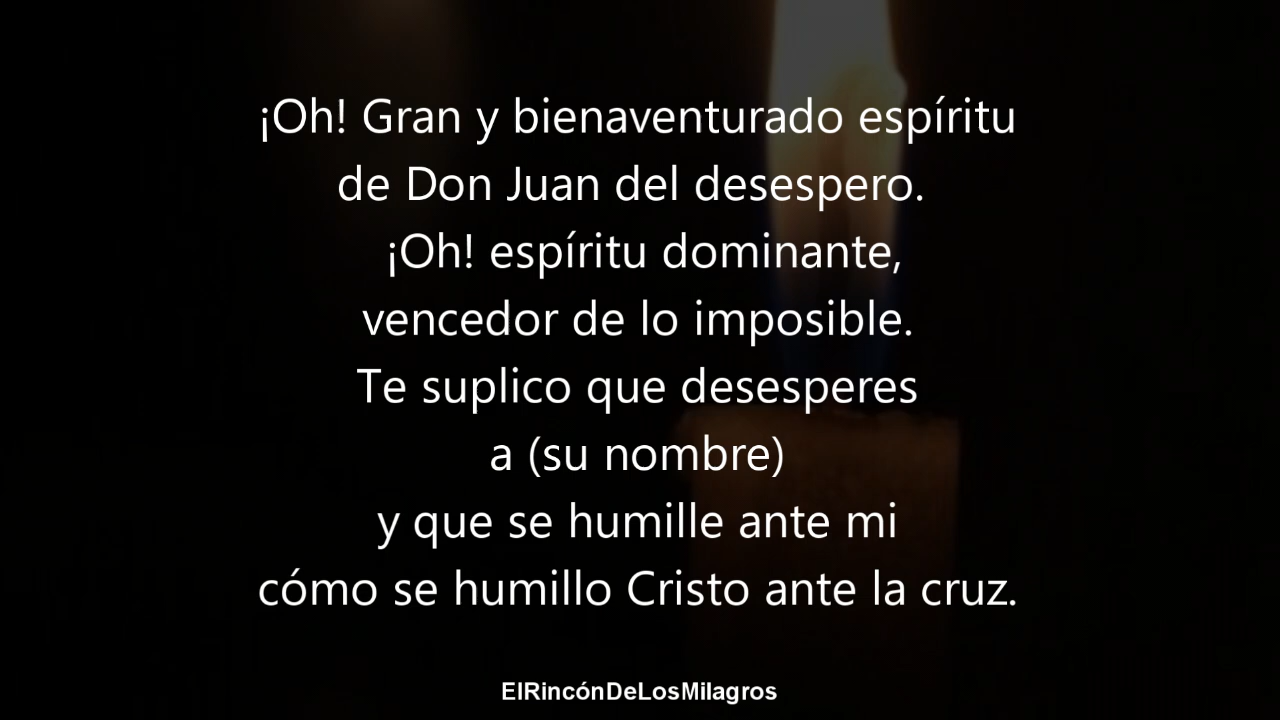 ¡Oh! Gran y bienaventurado espíritu
de Don Juan del desespero.
¡Oh! espíritu dominante,
vencedor de lo imposible.
Te suplico que desesperes
a (su nombre)
y que se humille ante mi
cómo se humillo Cristo ante la cruz.
ElRincónDeLosMilagros